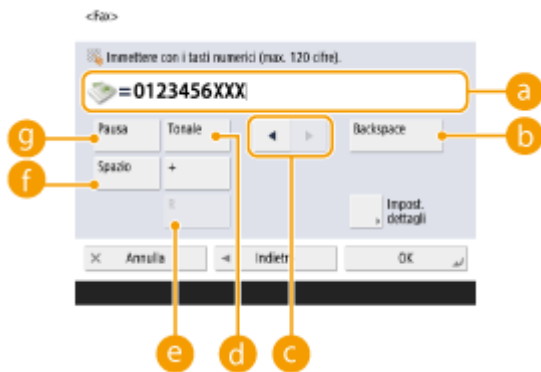 <Fax>
Immettere con i tasti numerici (max. 120 cifre).
=0123456XXX
a
g
Pausa
Tonale
Backspace
b
f
Spazio
+
R
Impost.
dettagli
× Annulla
Indietro
OK
e
d
c